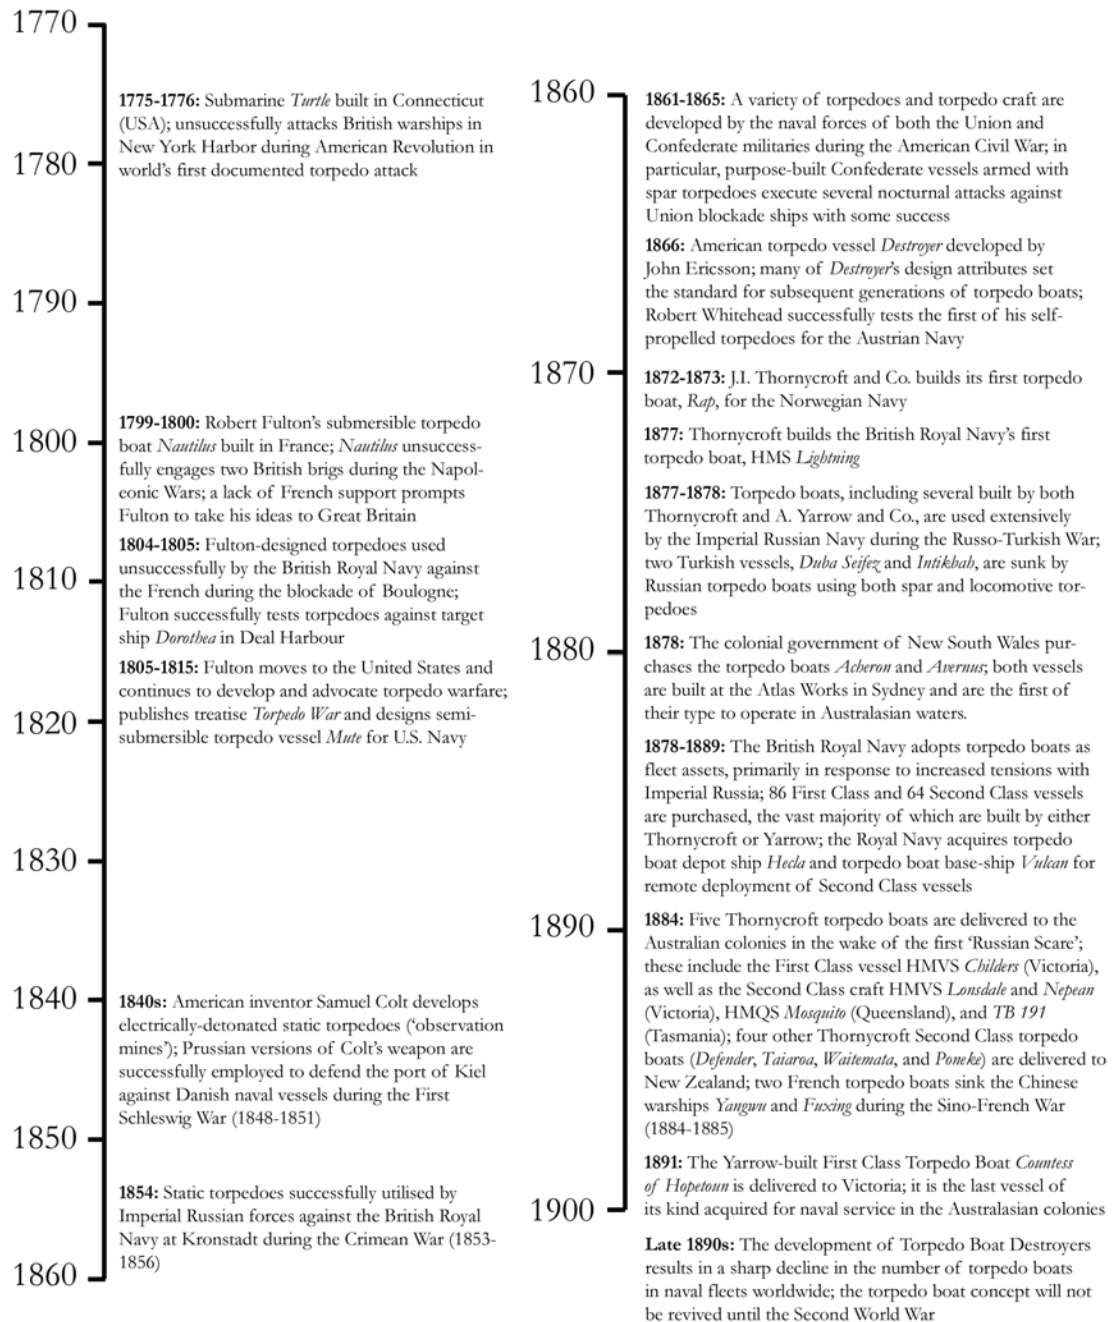 1770
1775-1776: Submarine Turtle built in Connecticut
(USA); unsuccessfully attacks British warships in
New York Harbor during American Revolution in
world's first documented torpedo attack
1780
1790
1799-1800: Robert Fulton's submersible torpedo
boat Nautilus built in France; Nautilus unsuccess-
fully engages two British brigs during the Napol-
eonic Wars; a lack of French support prompts
Fulton to take his ideas to Great Britain
1800
1804-1805: Fulton-designed torpedoes used
unsuccessfully by the British Royal Navy against
the French during the blockade of Boulogne;
Fulton successfully tests torpedoes against target
ship Dorothea in Deal Harbour
1810
1805-1815: Fulton moves to the United States and
continues to develop and advocate torpedo warfare;
publishes treatise Torpedo War and designs semi-
submersible torpedo vessel Mute for U.S. Navy
1820
1830
1840
1840s: American inventor Samuel Colt develops
electrically-detonated static torpedoes ('observation
mines'); Prussian versions of Colt's weapon are
successfully employed to defend the port of Kiel
against Danish naval vessels during the First
Schleswig War (1848-1851)
1850
1854: Static torpedoes successfully utilised by
Imperial Russian forces against the British Royal
Navy at Kronstadt during the Crimean War (1853-
1856)
1860
1860
1861-1865: A variety of torpedoes and torpedo craft are
developed by the naval forces of both the Union and
Confederate militaries during the American Civil War; in
particular, purpose-built Confederate vessels armed with
spar torpedoes execute several nocturnal attacks against
Union blockade ships with some success
1866: American torpedo vessel Destroyer developed by
John Ericsson; many of Destroyer's design attributes set
the standard for subsequent generations of torpedo boats;
Robert Whitehead successfully tests the first of his self-
propelled torpedoes for the Austrian Navy
1870
1872-1873: J.I. Thornycroft and Co. builds its first torpedo
boat, Rap, for the Norwegian Navy
1877: Thornycroft builds the British Royal Navy's first
torpedo boat, HMS Lightning
1877-1878: Torpedo boats, including several built by both
Thornycroft and A. Yarrow and Co., are used extensively
by the Imperial Russian Navy during the Russo-Turkish War;
two Turkish vessels, Duba Seifez and Intikbah, are sunk by
Russian torpedo boats using both spar and locomotive tor-
pedoes
1880
1878: The colonial government of New South Wales pur-
chases the torpedo boats Acheron and Avernus; both vessels
are built at the Atlas Works in Sydney and are the first of
their type to operate in Australasian waters.
1878-1889: The British Royal Navy adopts torpedo boats as
fleet assets, primarily in response to increased tensions with
Imperial Russia; 86 First Class and 64 Second Class vessels
are purchased, the vast majority of which are built by either
Thornycroft or Yarrow; the Royal Navy acquires torpedo
boat depot ship Hecla and torpedo boat base-ship Vulcan for
remote deployment of Second Class vessels
1890
1884: Five Thornycroft torpedo boats are delivered to the
Australian colonies in the wake of the first 'Russian Scare';
these include the First Class vessel HMVS Childers (Victoria),
as well as the Second Class craft HMVS Lonsdale and Nepean
(Victoria), HMQS Mosquito (Queensland), and TB 191
(Tasmania); four other Thornycroft Second Class torpedo
boats (Defender, Taiaroa, Waitemata, and Poneke) are delivered to
New Zealand; two French torpedo boats sink the Chinese
warships Yangwu and Fuxing during the Sino-French War
(1884-1885)
1891: The Yarrow-built First Class Torpedo Boat Countess
of Hopetoun is delivered to Victoria; it is the last vessel of
its kind acquired for naval service in the Australasian colonies
1900
Late 1890s: The development of Torpedo Boat Destroyers
results in a sharp decline in the number of torpedo boats
in naval fleets worldwide; the torpedo boat concept will not
be revived until the Second World War